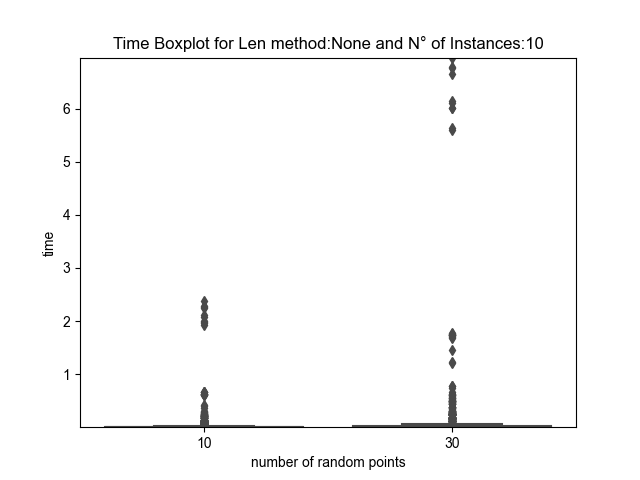 Time Boxplot for Len method:None and N° of Instances:10
time
6
5
4
3
2
1
10 30
number of random points